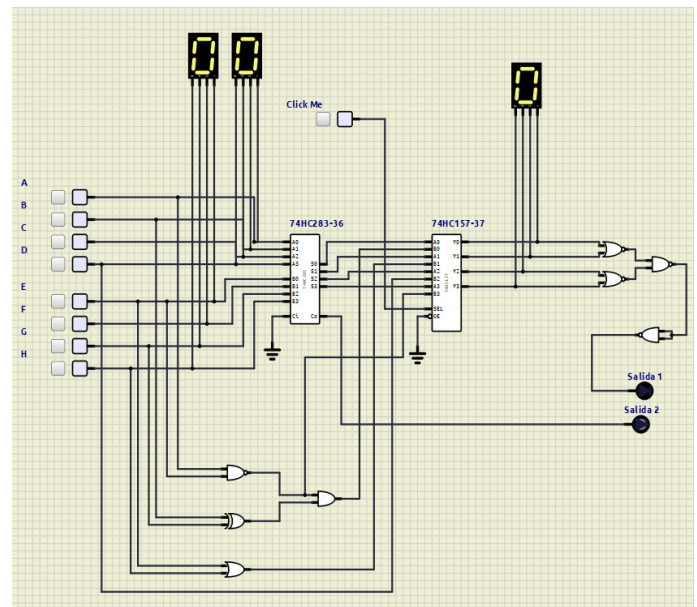 Click Me
A
B
C
D
E
F
G
H
74HC283-36
A0
A1
A2
A3
B0
B1
B2
B3
Ci
S0
S1
S2
S3
Co
74HC157-37
A0
B0
A1
B1
A2
B2
A3
B3
SEL
OE
Y0
Y1
Y2
Y3
Salida 1
Salida 2